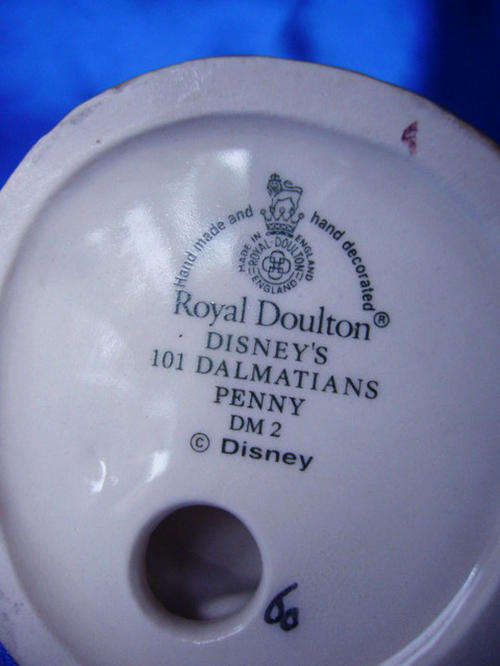 Hand made and hand decorated
MADE IN ENGLAND
ROYAL·DOULTON
ENGLAND
Royal Doulton®
DISNEY'S
101 DALMATIANS
PENNY
DM 2
© Disney